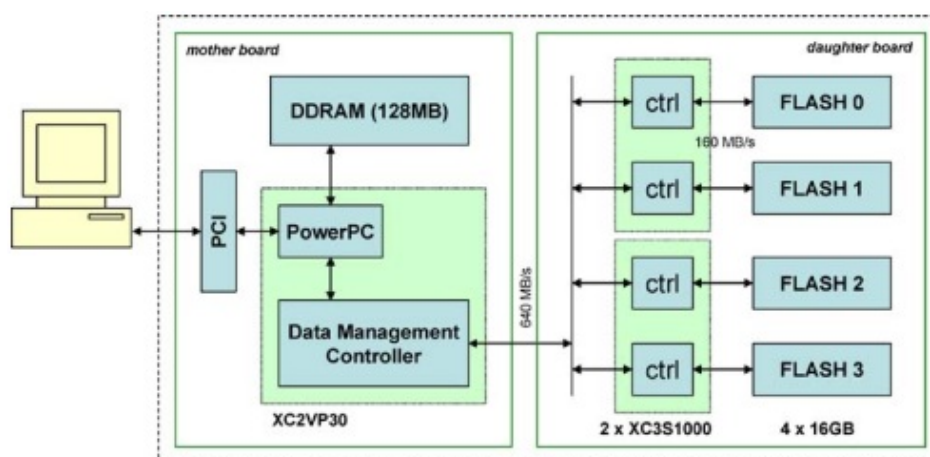 mother board
DDRAM (128MB)
PCI
PowerPC
Data Management
Controller
XC2VP30
640 MB/s
daughter board
ctrl
FLASH 0
160 MB/s
ctrl
FLASH 1
ctrl
FLASH 2
ctrl
FLASH 3
2 x XC3S1000
4 x 16GB